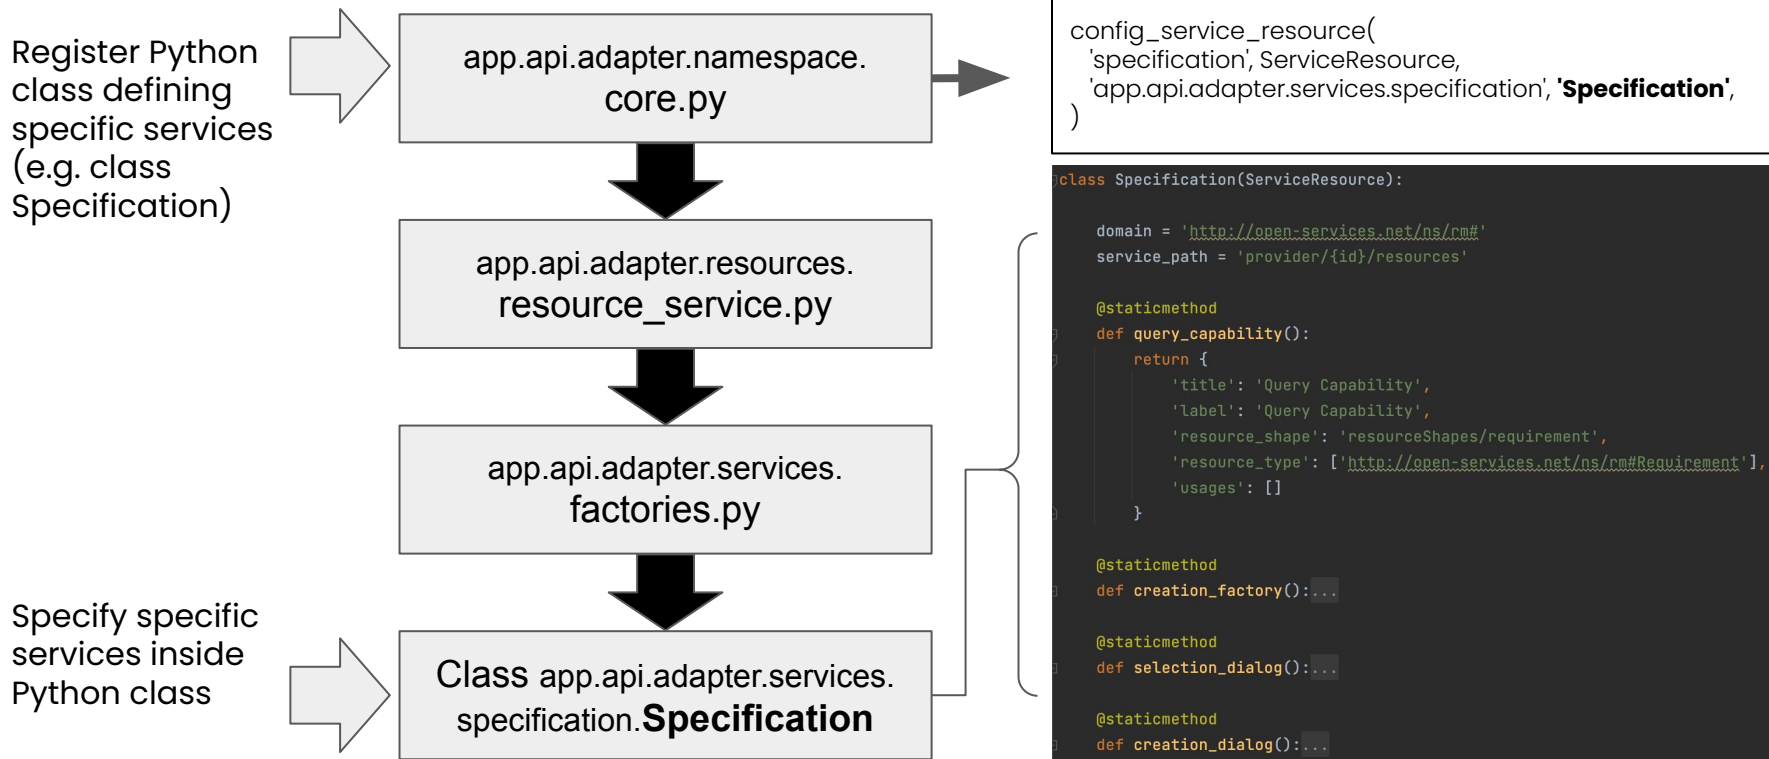 Register Python
class defining
specific services
(e.g. class
Specification)
app.api.adapter.namespace.
core.py
config_service_resource(
'specification', ServiceResource,
'app.api.adapter.services.specification', 'Specification',
)
app.api.adapter.resources.
resource_service.py
app.api.adapter.services.
factories.py
Specify specific
services inside
Python class
Class app.api.adapter.services.
specification.Specification
class Specification(ServiceResource):
domain = 'http://open-services.net/ns/rm#'
service_path = 'provider/{id}/resources'
@staticmethod
def query_capability():
return {
'title': 'Query Capability',
'label': 'Query Capability',
'resource_shape': 'resourceShapes/requirement',
'resource_type': ['http://open-services.net/ns/rm#Requirement'],
'usages': []
}
@staticmethod
def creation_factory():...
@staticmethod
def selection_dialog():...
@staticmethod
def creation_dialog():...